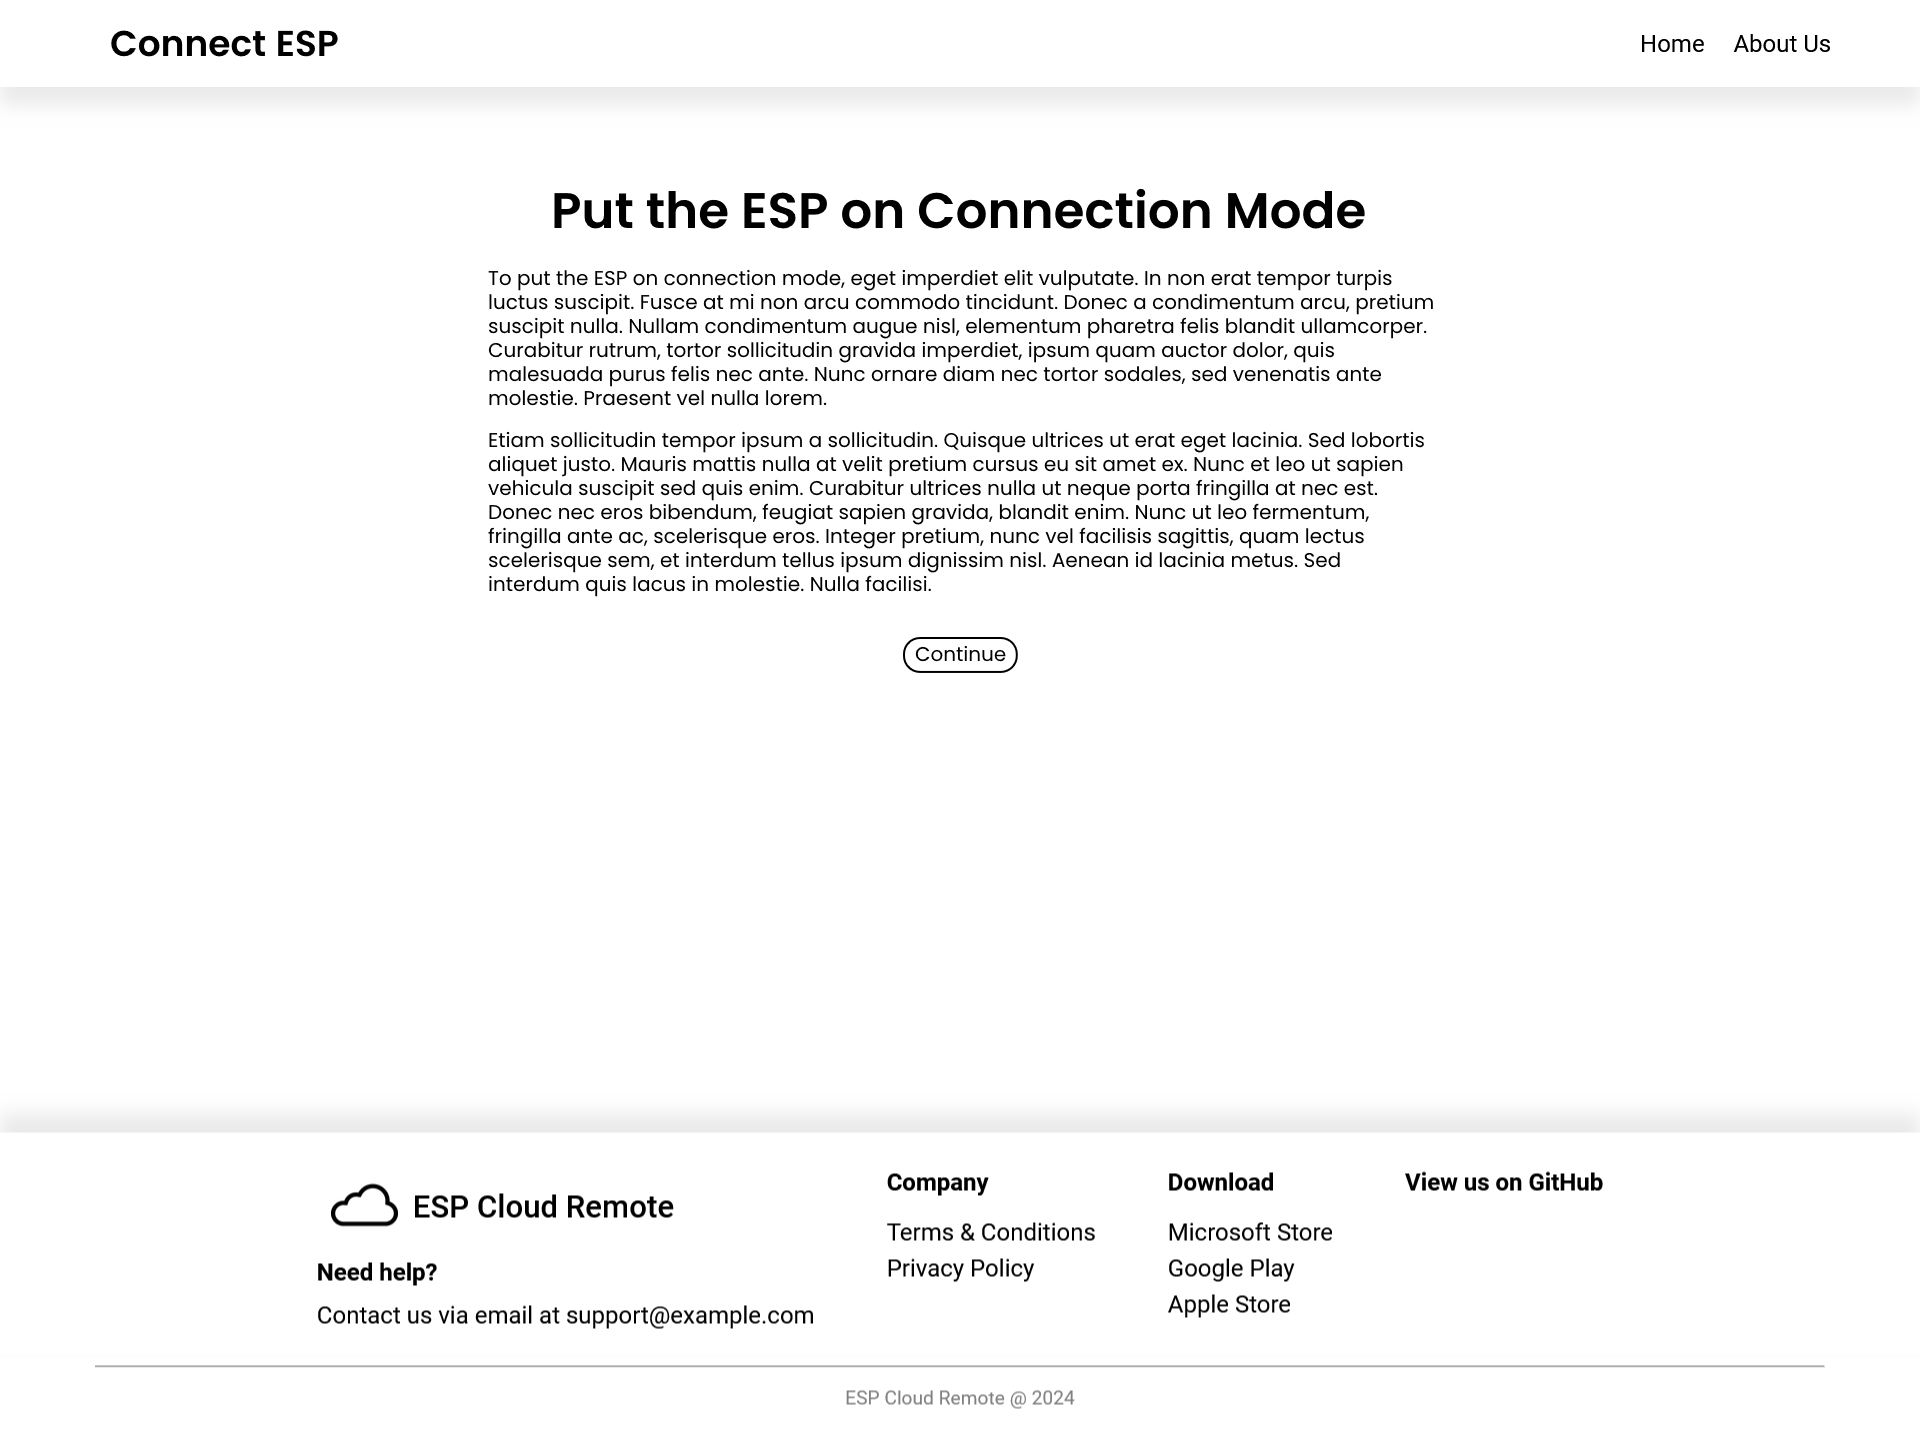 Connect ESP
Home
About Us
Put the ESP on Connection Mode
To put the ESP on connection mode, eget imperdiet elit vulputate. In non erat tempor turpis
luctus suscipit. Fusce at mi non arcu commodo tincidunt. Donec a condimentum arcu, pretium
suscipit nulla. Nullam condimentum augue nisl, elementum pharetra felis blandit ullamcorper.
Curabitur rutrum, tortor sollicitudin gravida imperdiet, ipsum quam auctor dolor, quis
malesuada purus felis nec ante. Nunc ornare diam nec tortor sodales, sed venenatis ante
molestie. Praesent vel nulla lorem.
Etiam sollicitudin tempor ipsum a sollicitudin. Quisque ultrices ut erat eget lacinia. Sed lobortis
aliquet justo. Mauris mattis nulla at velit pretium cursus eu sit amet ex. Nunc et leo ut sapien
vehicula suscipit sed quis enim. Curabitur ultrices nulla ut neque porta fringilla at nec est.
Donec nec eros bibendum, feugiat sapien gravida, blandit enim. Nunc ut leo fermentum,
fringilla ante ac, scelerisque eros. Integer pretium, nunc vel facilisis sagittis, quam lectus
scelerisque sem, et interdum tellus ipsum dignissim nisl. Aenean id lacinia metus. Sed
interdum quis lacus in molestie. Nulla facilisi.
Continue
ESP Cloud Remote
Need help?
Contact us via email at support@example.com
Company
Terms & Conditions
Privacy Policy
Download
Microsoft Store
Google Play
Apple Store
View us on GitHub
ESP Cloud Remote @ 2024